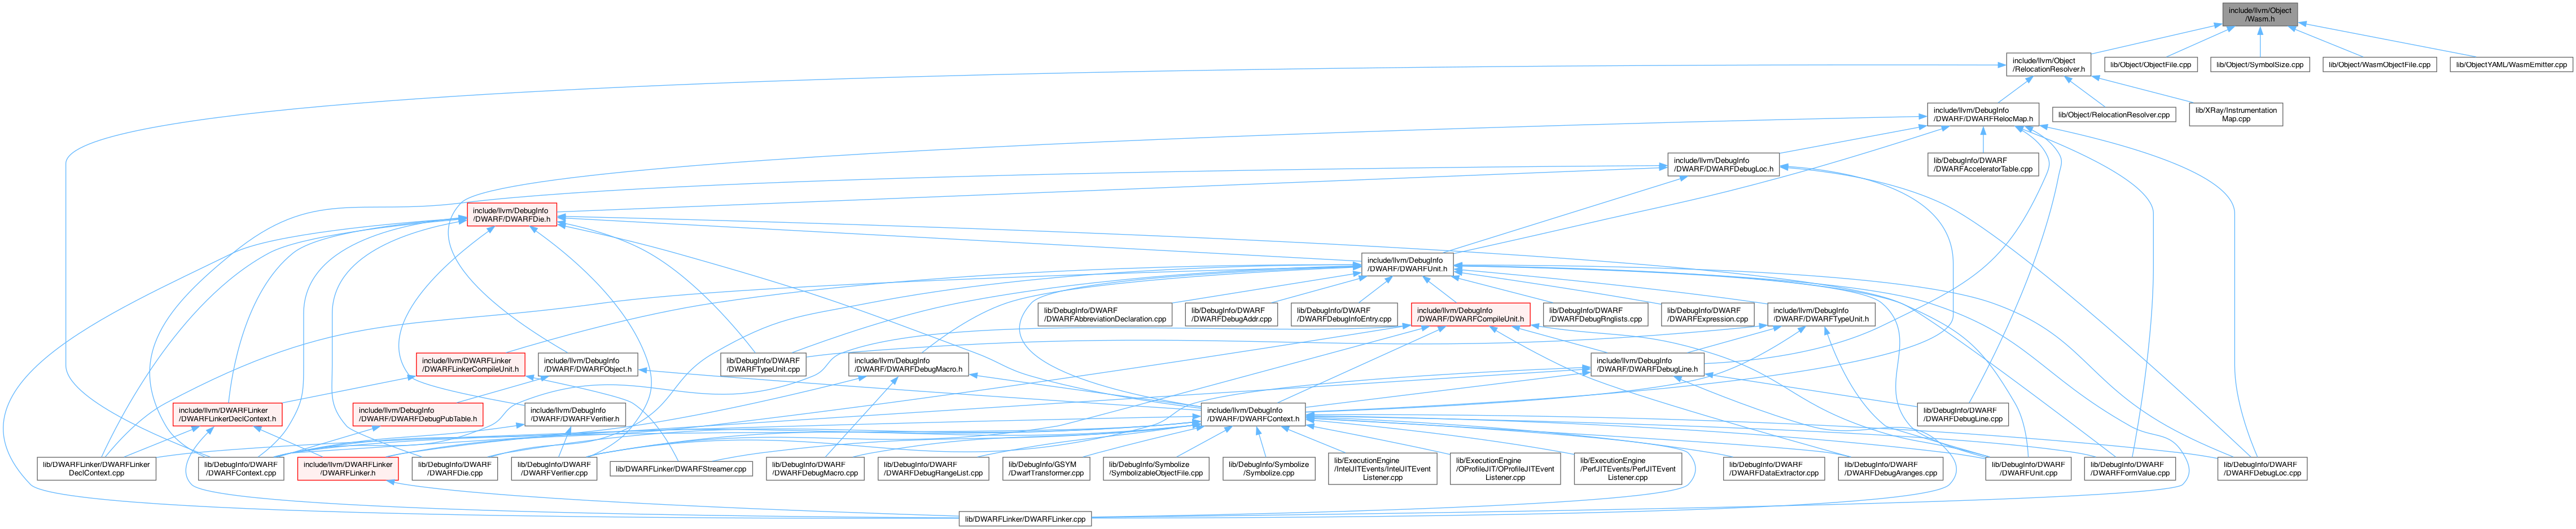 include/llvm/Object
/Wasm.h
include/llvm/Object
/RelocationResolver.h
lib/Object/ObjectFile.cpp
lib/Object/SymbolSize.cpp
lib/Object/WasmObjectFile.cpp
lib/ObjectYAML/WasmEmitter.cpp
include/llvm/DebugInfo
/DWARF/DWARFRelocMap.h
lib/Object/RelocationResolver.cpp
lib/XRay/Instrumentation
Map.cpp
include/llvm/DebugInfo
/DWARF/DWARFDebugLoc.h
lib/DebugInfo/DWARF
/DWARFAcceleratorTable.cpp
include/llvm/DebugInfo
/DWARF/DWARFDie.h
include/llvm/DebugInfo
/DWARF/DWARFUnit.h
lib/DebugInfo/DWARF
/DWARFAbbreviationDeclaration.cpp
lib/DebugInfo/DWARF
/DWARFDebugAddr.cpp
lib/DebugInfo/DWARF
/DWARFDebugInfoEntry.cpp
include/llvm/DebugInfo
/DWARF/DWARFCompileUnit.h
lib/DebugInfo/DWARF
/DWARFDebugRnglists.cpp
lib/DebugInfo/DWARF
/DWARFExpression.cpp
include/llvm/DebugInfo
/DWARF/DWARFTypeUnit.h
include/llvm/DWARFLinker
/DWARFLinkerCompileUnit.h
include/llvm/DebugInfo
/DWARF/DWARFObject.h
lib/DebugInfo/DWARF
/DWARFTypeUnit.cpp
include/llvm/DebugInfo
/DWARF/DWARFDebugMacro.h
include/llvm/DebugInfo
/DWARF/DWARFDebugLine.h
include/llvm/DWARFLinker
/DWARFLinkerDeclContext.h
include/llvm/DebugInfo
/DWARF/DWARFDebugPubTable.h
include/llvm/DebugInfo
/DWARF/DWARFVerifier.h
include/llvm/DebugInfo
/DWARF/DWARFContext.h
lib/DebugInfo/DWARF
/DWARFDebugLine.cpp
lib/DWARFLinker/DWARFLinker
DeclContext.cpp
lib/DebugInfo/DWARF
/DWARFContext.cpp
include/llvm/DWARFLinker
/DWARFLinker.h
lib/DebugInfo/DWARF
/DWARFDie.cpp
lib/DebugInfo/DWARF
/DWARFVerifier.cpp
lib/DWARFLinker/DWARFStreamer.cpp
lib/DebugInfo/DWARF
/DWARFDebugMacro.cpp
lib/DebugInfo/DWARF
/DWARFDebugRangeList.cpp
lib/DebugInfo/GSYM
/DwarfTransformer.cpp
lib/DebugInfo/Symbolize
/SymbolizableObjectFile.cpp
lib/DebugInfo/Symbolize
/Symbolize.cpp
lib/ExecutionEngine
/IntelJITEvents/IntelJITEvent
Listener.cpp
lib/ExecutionEngine
/OProfileJIT/OProfileJITEvent
Listener.cpp
lib/ExecutionEngine
/PerfJITEvents/PerfJITEvent
Listener.cpp
lib/DebugInfo/DWARF
/DWARFDataExtractor.cpp
lib/DebugInfo/DWARF
/DWARFDebugAranges.cpp
lib/DebugInfo/DWARF
/DWARFUnit.cpp
lib/DebugInfo/DWARF
/DWARFFormValue.cpp
lib/DebugInfo/DWARF
/DWARFDebugLoc.cpp
lib/DWARFLinker/DWARFLinker.cpp